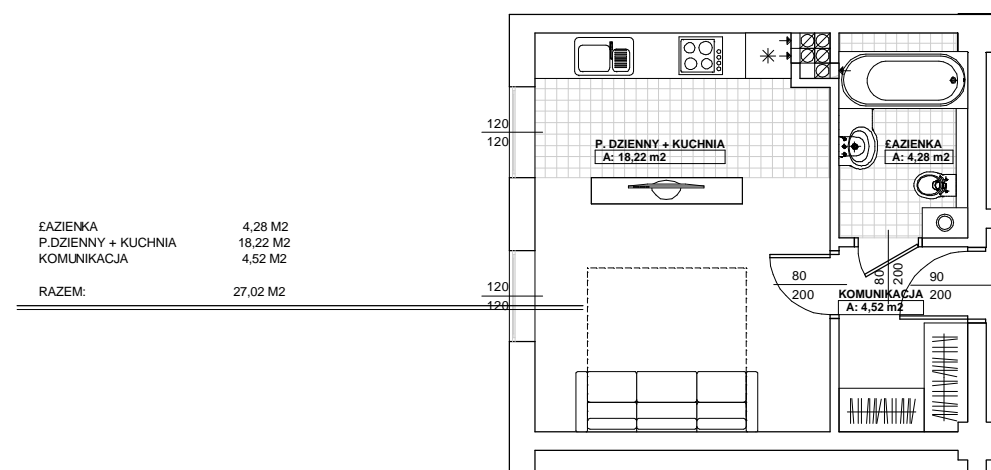 £AZIENKA 4,28 M2
P.DZIENNY + KUCHNIA 18,22 M2
KOMUNIKACJA 4,52 M2
RAZEM: 27,02 M2
120
120
P. DZIENNY + KUCHNIA
A: 18,22 m2
£AZIENKA
A: 4,28 m2
120
120
80
200
80
200
90
200
KOMUNIKACJA
A: 4,52 m2